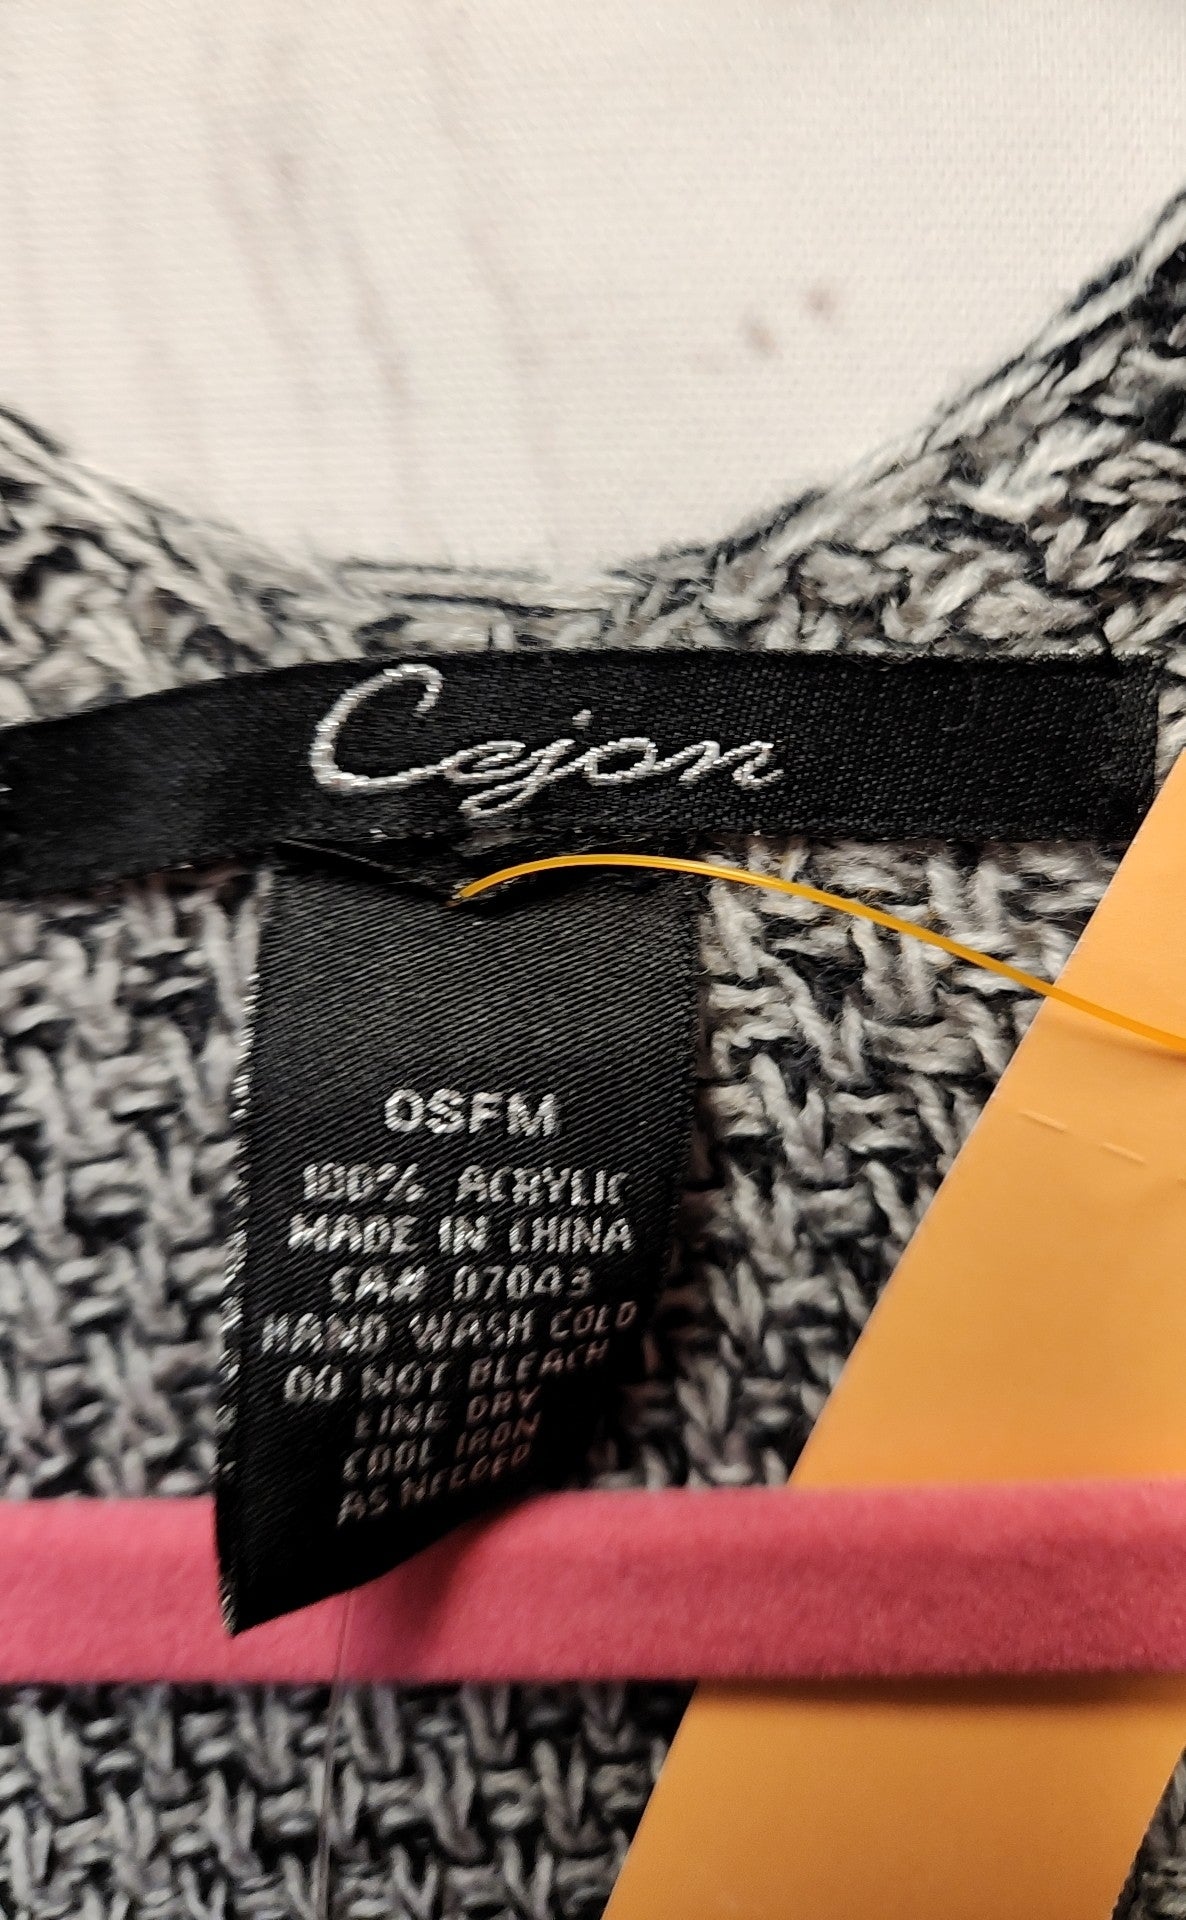 Cejon
OSFM
100% ACRYLIC
MADE IN CHINA
CA# 07043
HAND WASH COLD
DO NOT BLEACH
LINE DRY
COOL IRON
AS NEEDED